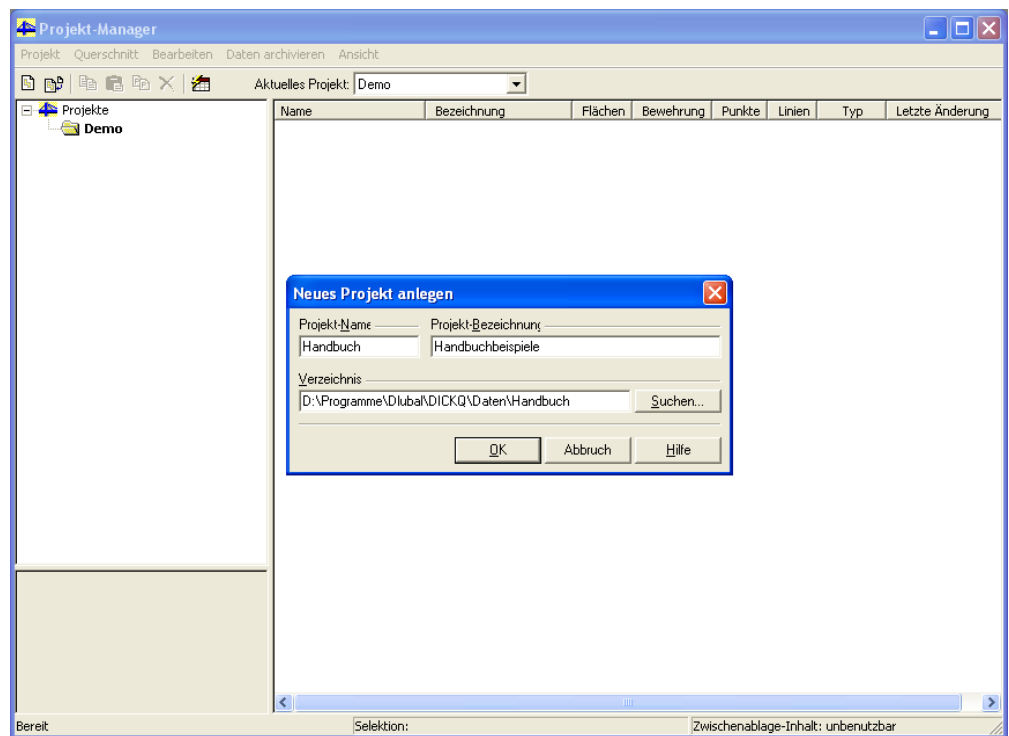 Projekt-Manager
Projekt Querschnitt Bearbeiten Daten archivieren Ansicht
Aktuelles Projekt: Demo
Projekte
Demo
Name Bezeichnung Flächen Bewehrung Punkte Linien Typ Letzte Änderung
Neues Projekt anlegen
Projekt-Name Projekt-Bezeichnung
Handbuch Handbuchbeispiele
Verzeichnis
D:\Programme\Dlubal\DICKQ\Daten\Handbuch Suchen...
OK Abbruch Hilfe
Bereit Selektion: Zwischenablage-Inhalt: unbenutzbar